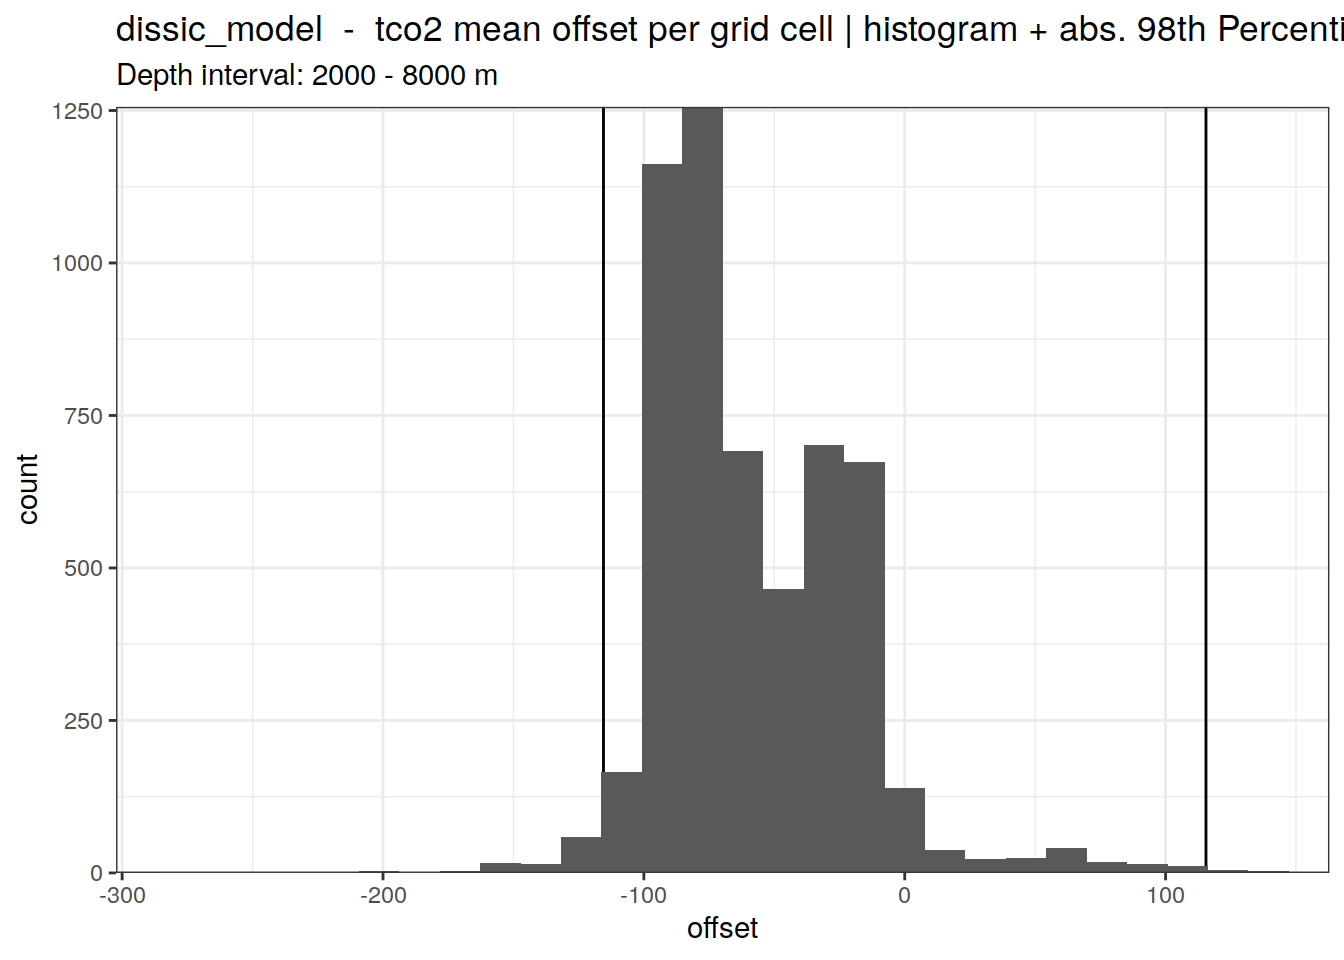 dissic_model - tco2 mean offset per grid cell | histogram + abs. 98th Percenti
Depth interval: 2000 - 8000 m
1250
1000
750
500
250
0
count
-300
-200
-100
0
100
offset